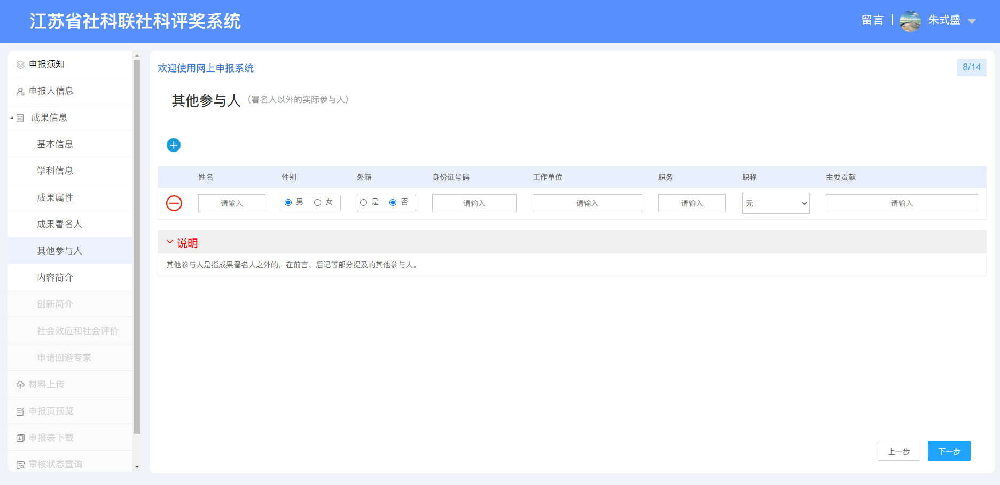 江苏省社科联社科评奖系统
留言
朱式盛
申报须知
申报人信息
成果信息
基本信息
学科信息
成果属性
成果署名人
其他参与人
内容简介
创新简介
社会效应和社会评价
申请回避专家
材料上传
申报页预览
申报表下载
审核状态查询
欢迎使用网上申报系统
8/14
其他参与人（署名人以外的实际参与人）
姓名 性别 外籍 身份证号码 工作单位 职务 职称 主要贡献
请输入 男 女 是 否 请输入 请输入 请输入 无 请输入
说明
其他参与人是指成果署名人之外的，在前言、后记等部分提及的其他参与人。
上一步 下一步